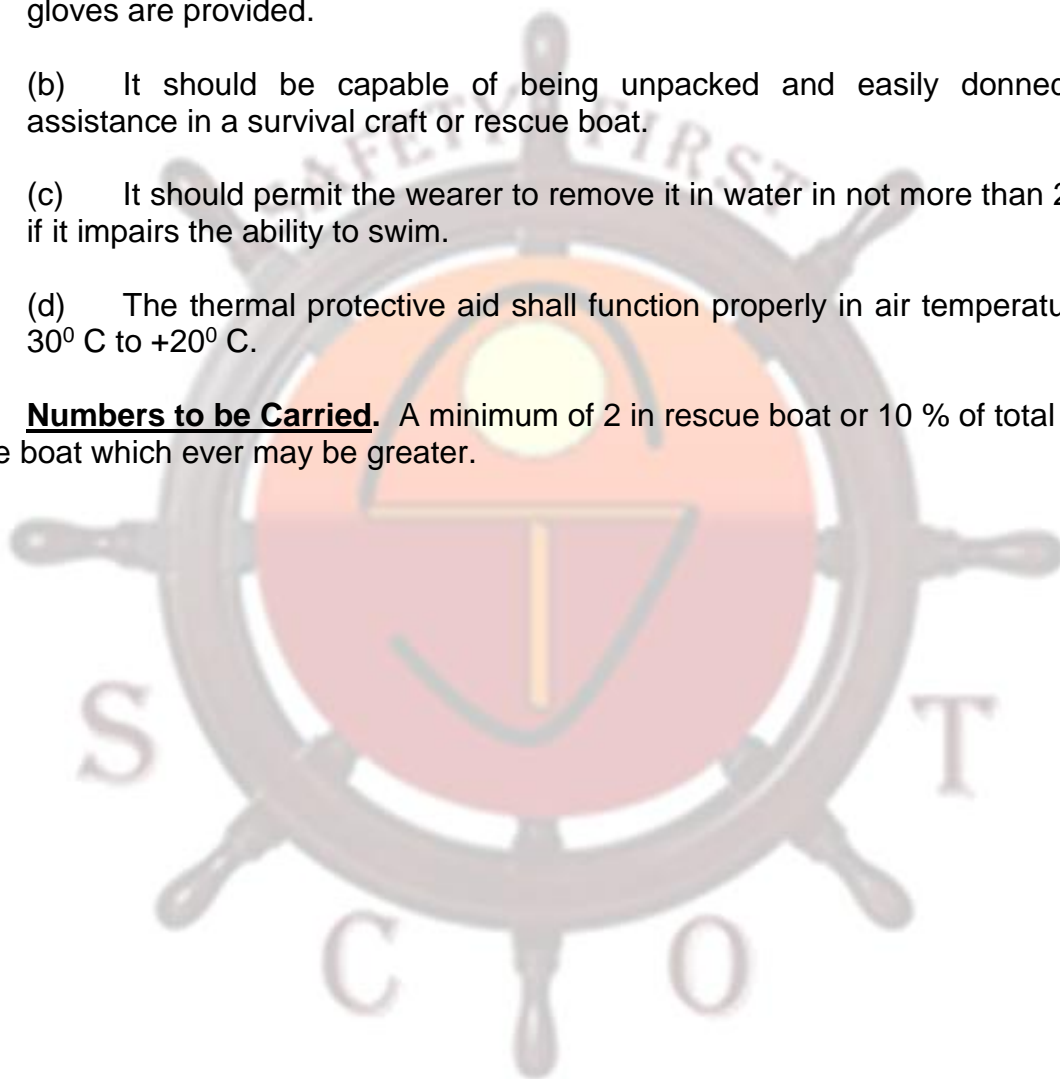 gloves are provided.
(b) It should be capable of being unpacked and easily donned
assistance in a survival craft or rescue boat.
(c) It should permit the wearer to remove it in water in not more than 2
if it impairs the ability to swim.
(d) The thermal protective aid shall function properly in air temperatu
30⁰ C to +20⁰ C.
Numbers to be Carried. A minimum of 2 in rescue boat or 10 % of total
e boat which ever may be greater.
SAFETY FIRST
S T
C O